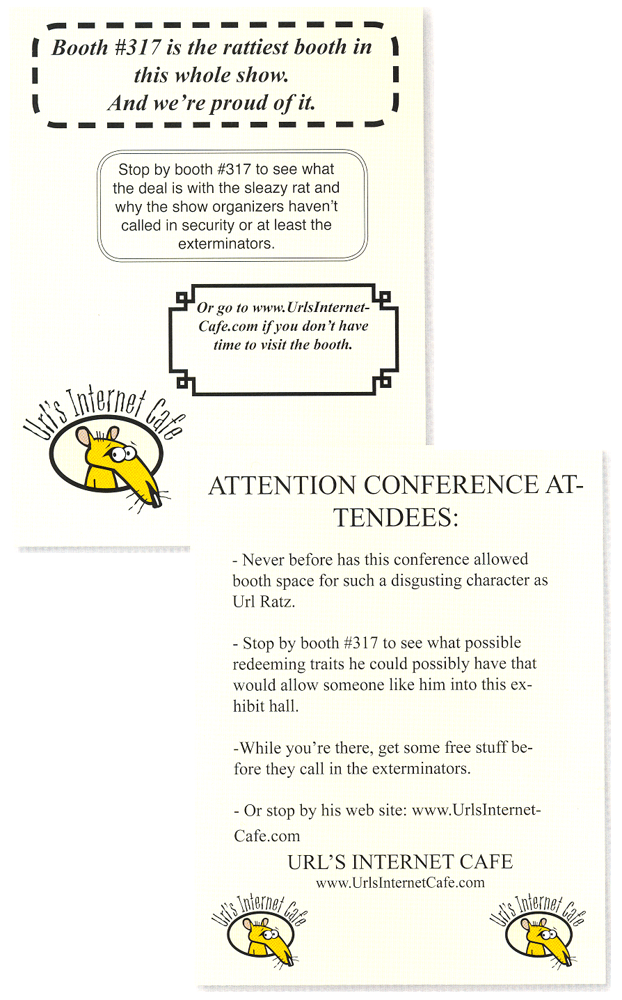 Booth #317 is the rattiest booth in
this whole show.
And we're proud of it.
Stop by booth #317 to see what
the deal is with the sleazy rat and
why the show organizers haven't
called in security or at least the
exterminators.
Or go to www.UrlsInternet-
Cafe.com if you don't have
time to visit the booth.
Url's Internet Cafe
ATTENTION CONFERENCE AT-
TENDEES:
- Never before has this conference allowed
booth space for such a disgusting character as
Url Ratz.
- Stop by booth #317 to see what possible
redeeming traits he could possibly have that
would allow someone like him into this ex-
hibit hall.
-While you're there, get some free stuff be-
fore they call in the exterminators.
- Or stop by his web site: www.UrlsInternet-
Cafe.com
URL'S INTERNET CAFE
www.UrlsInternetCafe.com
Url's Internet Cafe
Url's Internet Cafe